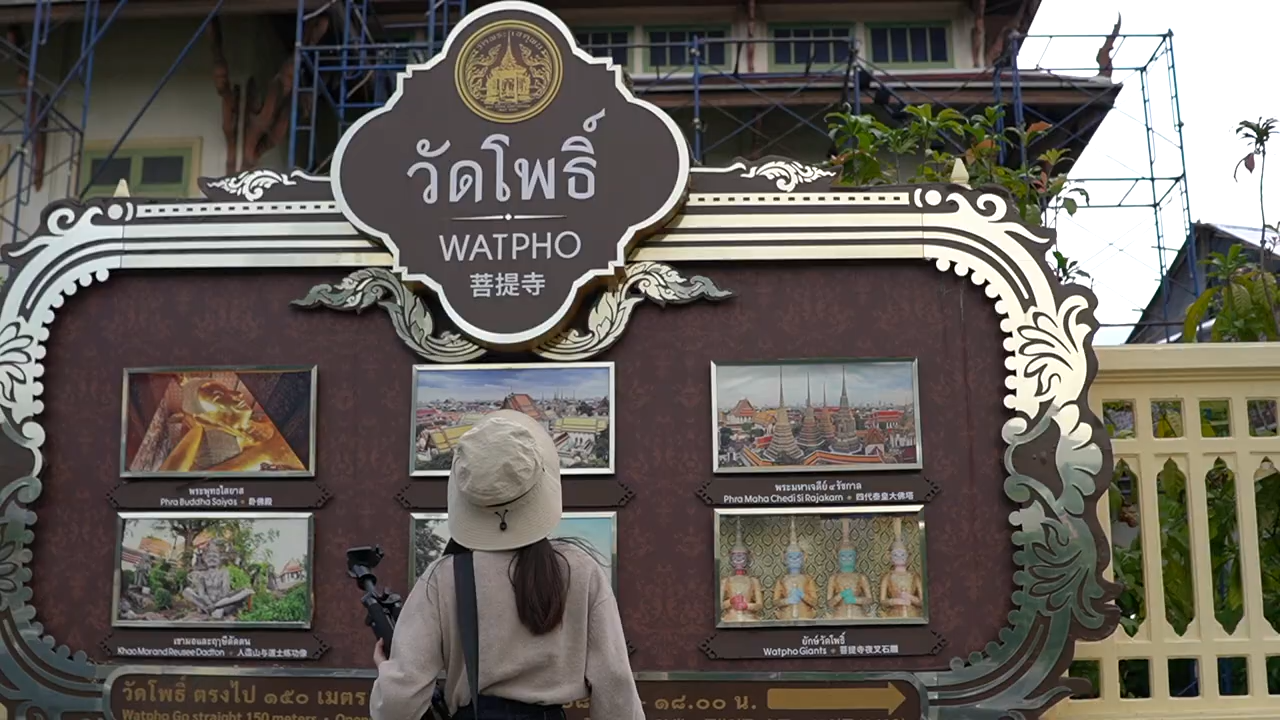 วัดโพธิ์
WATPHO
菩提寺
พระพุทธไสยาส
Phra Buddha Saiyas • 卧佛殿
พระมหาเจดีย์ ๔ รัชกาล
Phra Maha Chedi Si Rajakarn • 四代秦皇大佛塔
เขามอและฤๅษีดัดตน
Khao Mor and Reusee Dadton • 人造山与道士练功像
ยักษ์วัดโพธิ์
Watpho Giants • 菩提寺夜叉石雕
วัดโพธิ์ ตรงไป ๑๕๐ เมตร
๑๘.๐๐ น.
Watpho Go straight 150 meters • Open